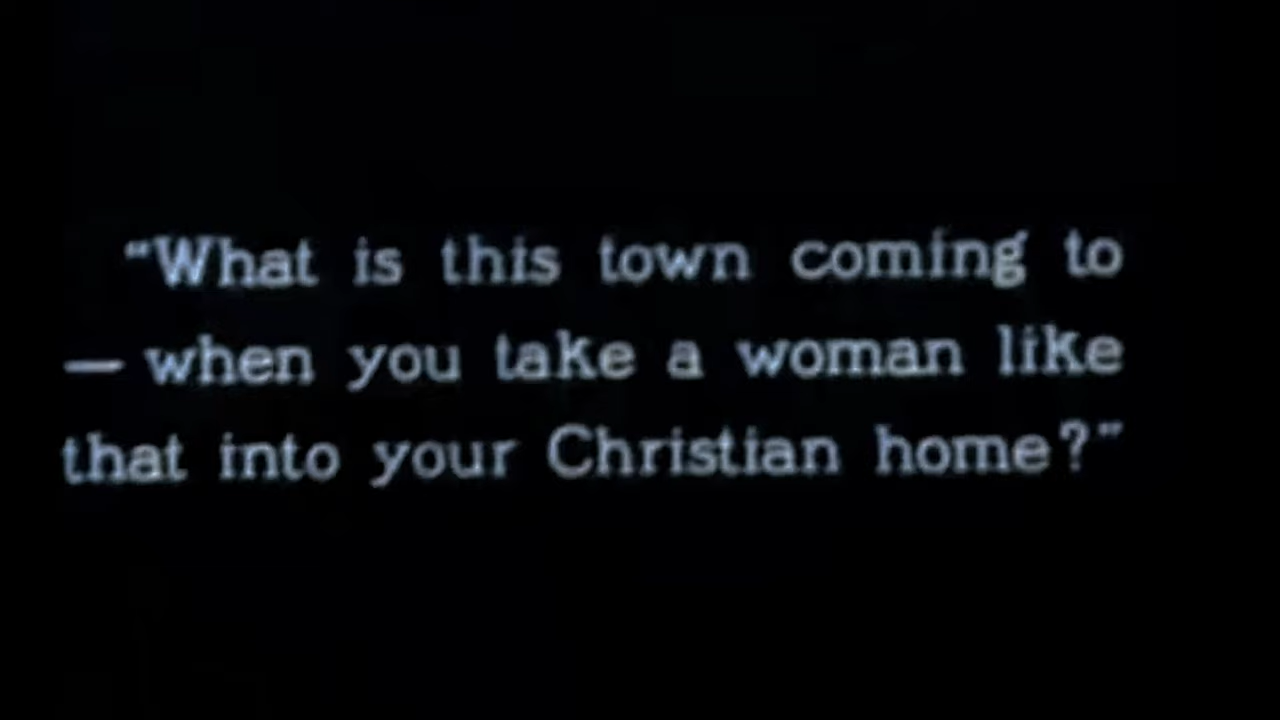 “What is this town coming to
— when you take a woman like
that into your Christian home?”